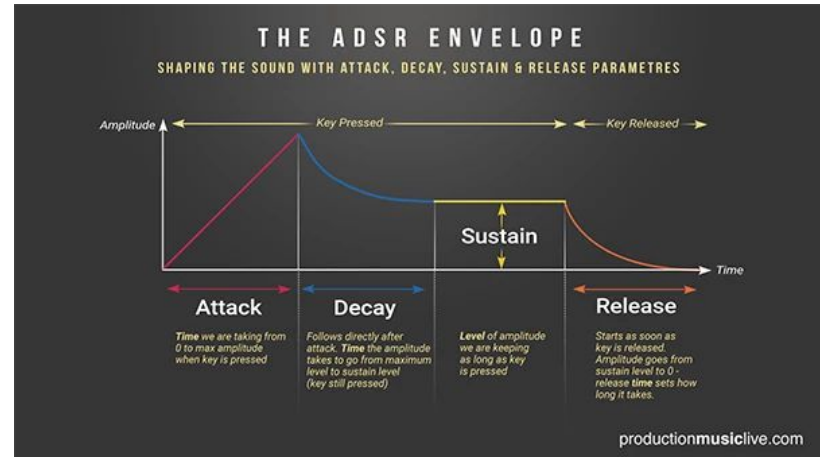 THE ADSR ENVELOPE
SHAPING THE SOUND WITH ATTACK, DECAY, SUSTAIN & RELEASE PARAMETRES
Amplitude
Key Pressed
Key Released
Sustain
Time
Attack
Time we are taking from
0 to max amplitude
when key is pressed
Decay
Follows directly after
attack. Time the amplitude
takes to go from maximum
level to sustain level
(key still pressed)
Level of amplitude
we are keeping
as long as key
is pressed
Release
Starts as soon as
key is released.
Amplitude goes from
sustain level to 0 -
release time sets how
long it takes.
productionmusiclive.com